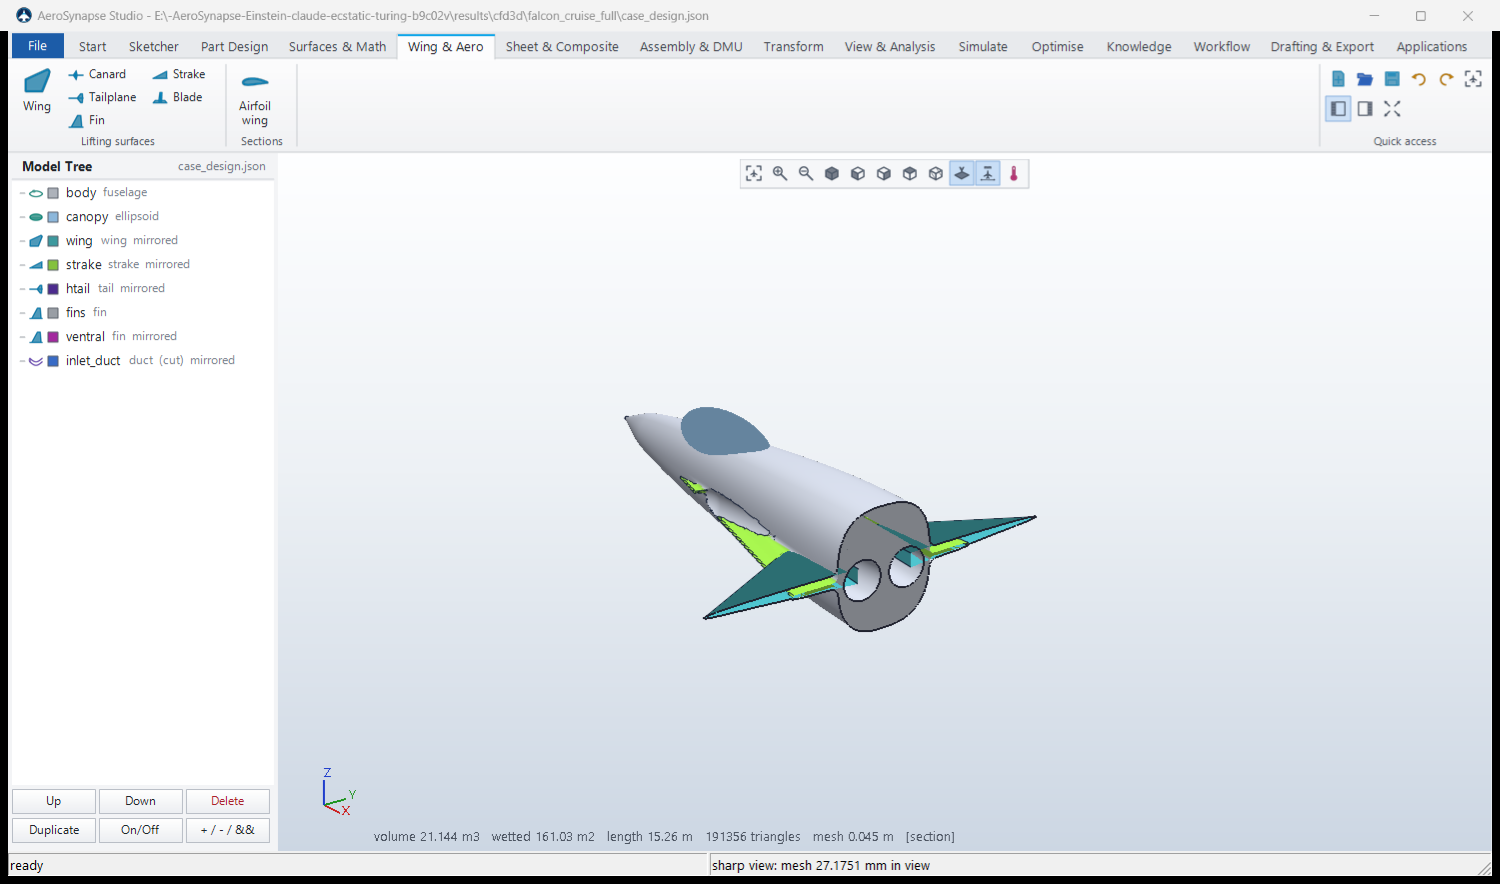 AeroSynapse Studio - E:\-AeroSynapse-Einstein-claude-ecstatic-turing-b9c02v\results\cfd3d\falcon_cruise_full\case_design.json
File Start Sketcher Part Design Surfaces & Math Wing & Aero Sheet & Composite Assembly & DMU Transform View & Analysis Simulate Optimise Knowledge Workflow Drafting & Export Applications
Wing
Canard
Tailplane
Fin
Strake
Blade
Lifting surfaces
Airfoil
wing
Sections
Quick access
Model Tree case_design.json
body fuselage
canopy ellipsoid
wing wing mirrored
strake strake mirrored
htail tail mirrored
fins fin
ventral fin mirrored
inlet_duct duct (cut) mirrored
Up Down Delete
Duplicate On/Off + / - / &&
Z
Y
X
volume 21.144 m3 wetted 161.03 m2 length 15.26 m 191356 triangles mesh 0.045 m [section]
ready
sharp view: mesh 27.1751 mm in view